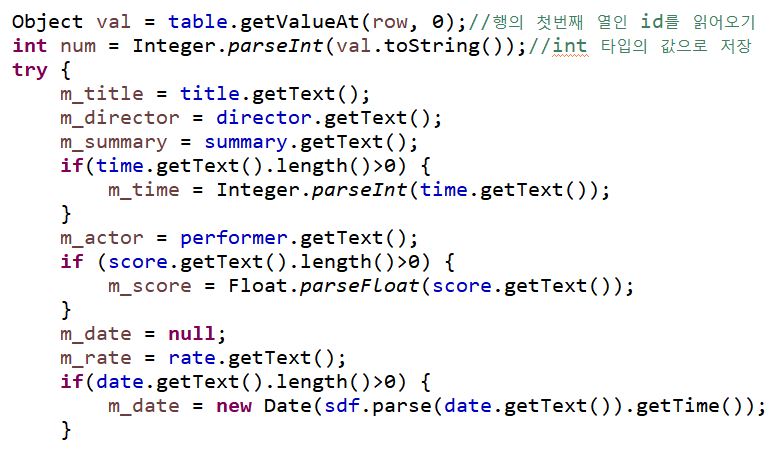 Object val = table.getValueAt(row, 0);//행의 첫번째 열인 id를 읽어오기
int num = Integer.parseInt(val.toString());//int 타입의 값으로 저장
try {
    m_title = title.getText();
    m_director = director.getText();
    m_summary = summary.getText();
    if(time.getText().length()>0) {
        m_time = Integer.parseInt(time.getText());
    }
    m_actor = performer.getText();
    if (score.getText().length()>0) {
        m_score = Float.parseFloat(score.getText());
    }
    m_date = null;
    m_rate = rate.getText();
    if(date.getText().length()>0) {
        m_date = new Date(sdf.parse(date.getText()).getTime());
    }